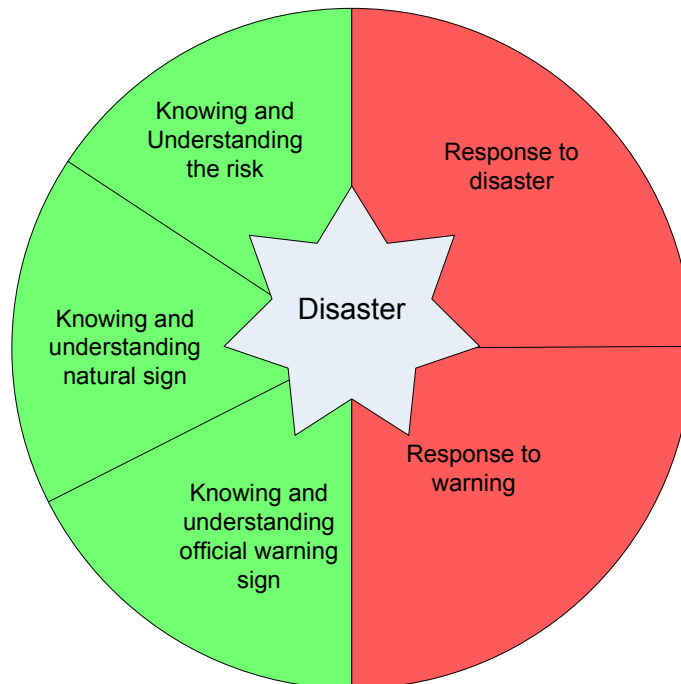 Knowing and
Understanding
the risk
Response to
disaster
Disaster
Knowing and
understanding
natural sign
Response to
warning
Knowing and
understanding
official warning
sign